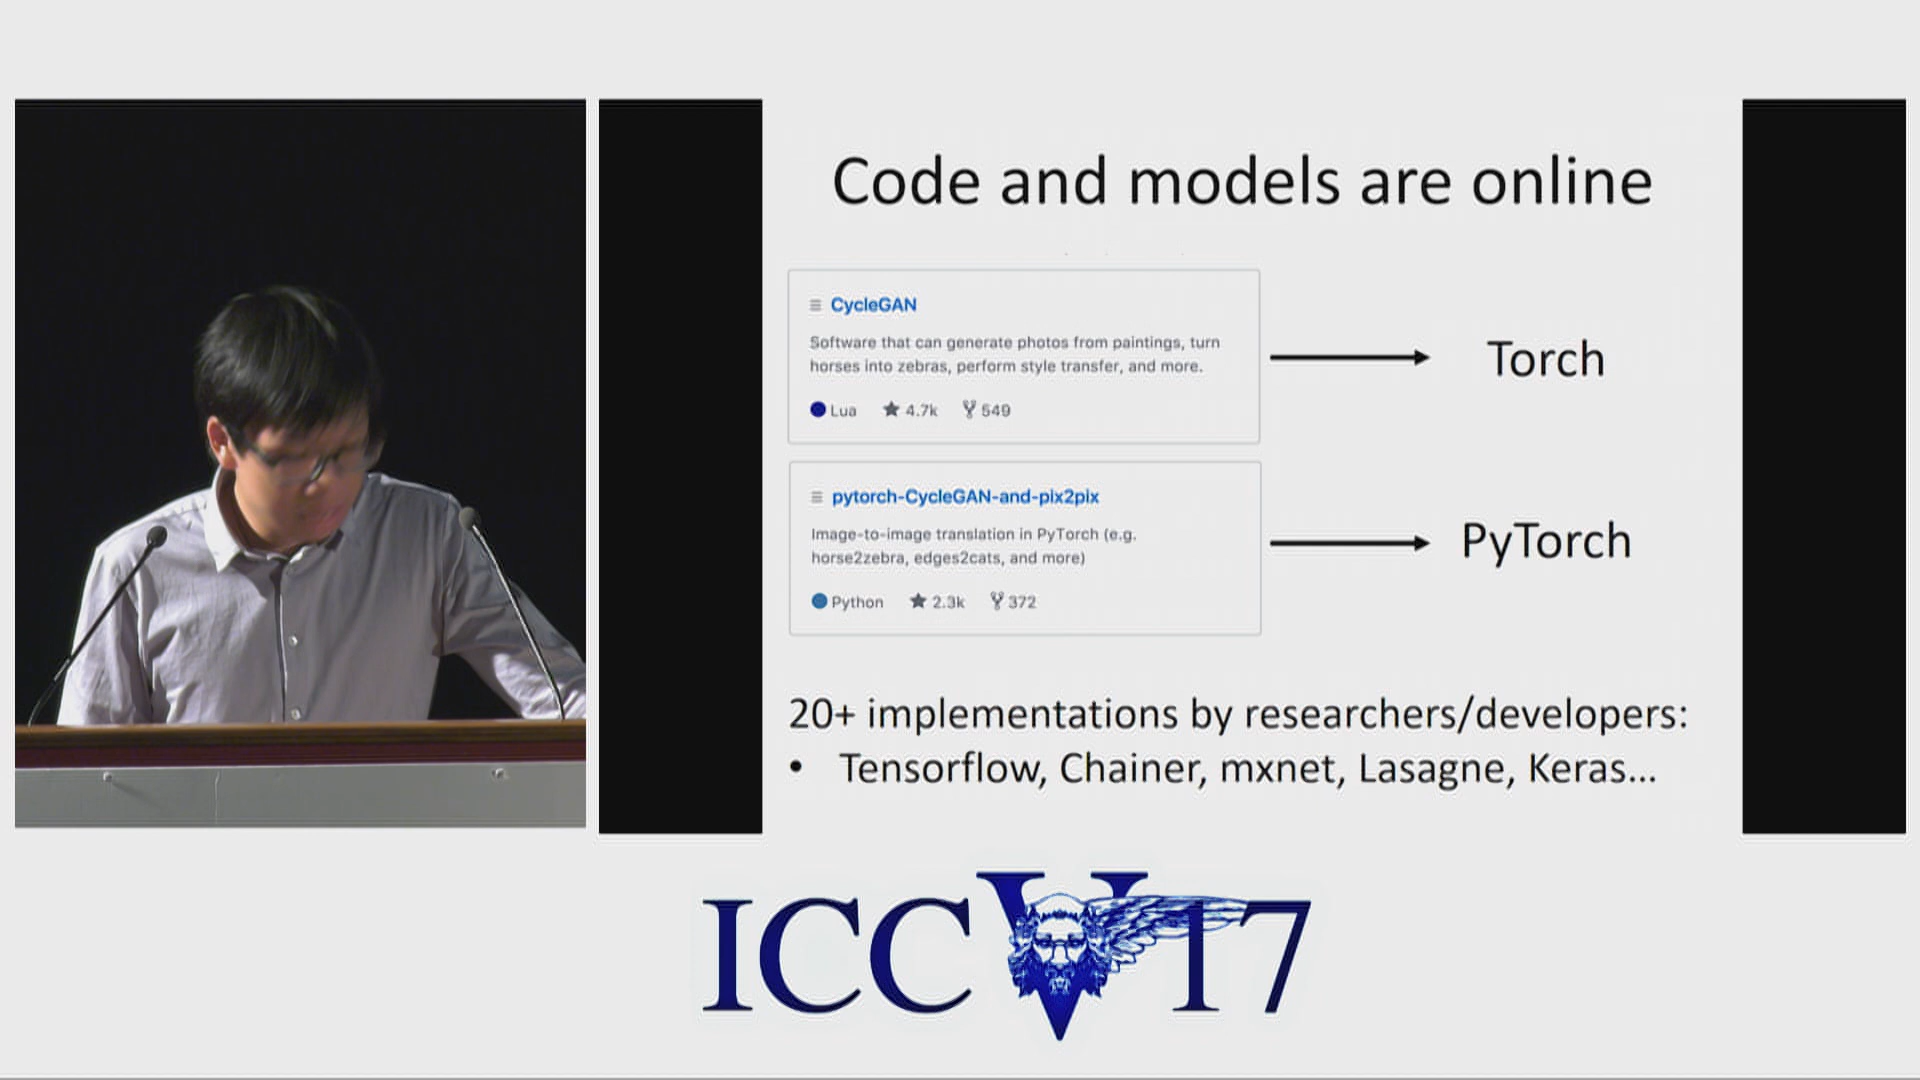 Code and models are online
CycleGAN
Software that can generate photos from paintings, turn
horses into zebras, perform style transfer, and more.
Lua 4.7k 549
Torch
pytorch-CycleGAN-and-pix2pix
Image-to-image translation in PyTorch (e.g.
horse2zebra, edges2cats, and more)
Python 2.3k 372
PyTorch
20+ implementations by researchers/developers:
• Tensorflow, Chainer, mxnet, Lasagne, Keras...
ICCV17